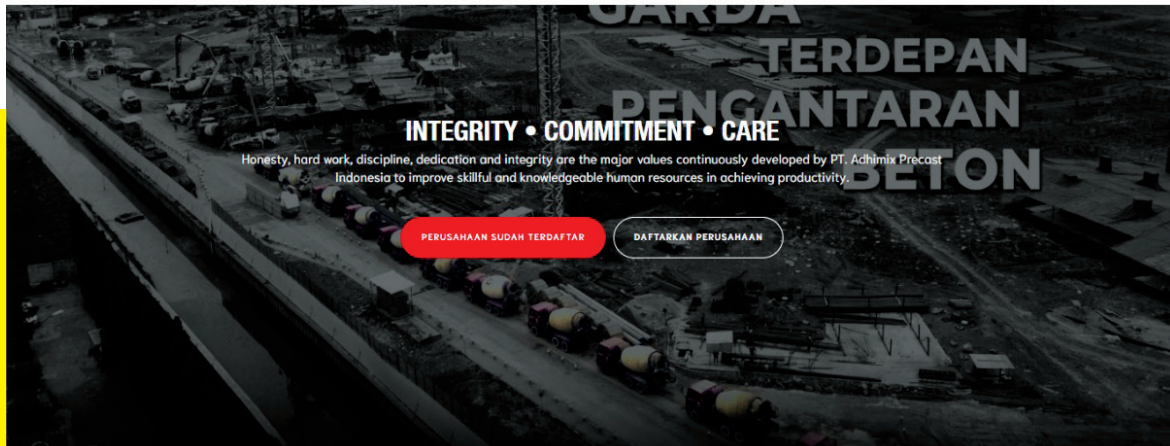 GARDA
TERDEPAN
PENGANTARAN
BETON
INTEGRITY • COMMITMENT • CARE
Honesty, hard work, discipline, dedication and integrity are the major values continuously developed by PT. Adhimix Precast
Indonesia to improve skillful and knowledgeable human resources in achieving productivity.
PERUSAHAAN SUDAH TERDAFTAR
DAFTARKAN PERUSAHAAN